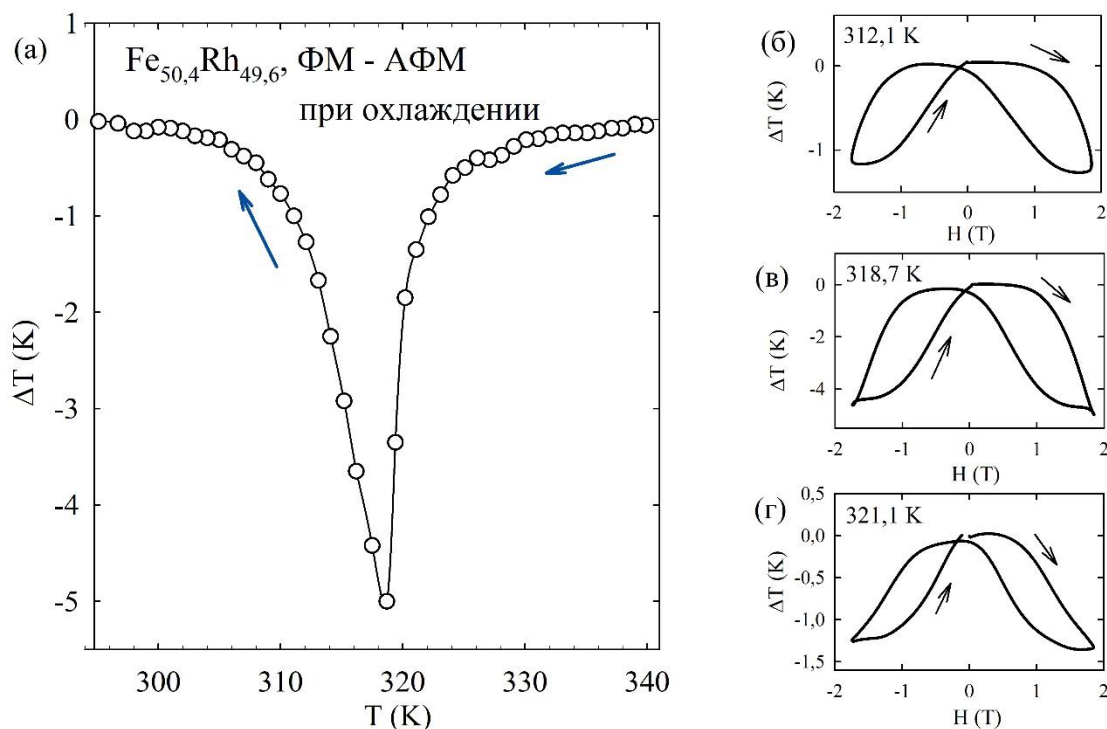 (а)
Fe50,4Rh49,6, ФМ - АФМ
при охлаждении
1
0
-1
-2
-3
-4
-5
ΔT (K)
300 310 320 330 340
T (K)
(б)
312,1 K
0
-1
ΔT (K)
-2 -1 0 1 2
H (T)
(в)
318,7 K
0
-2
-4
ΔT (K)
-2 -1 0 1 2
H (T)
(г)
321,1 K
0,5
0,0
-0,5
-1,0
-1,5
ΔT (K)
-2 -1 0 1 2
H (T)